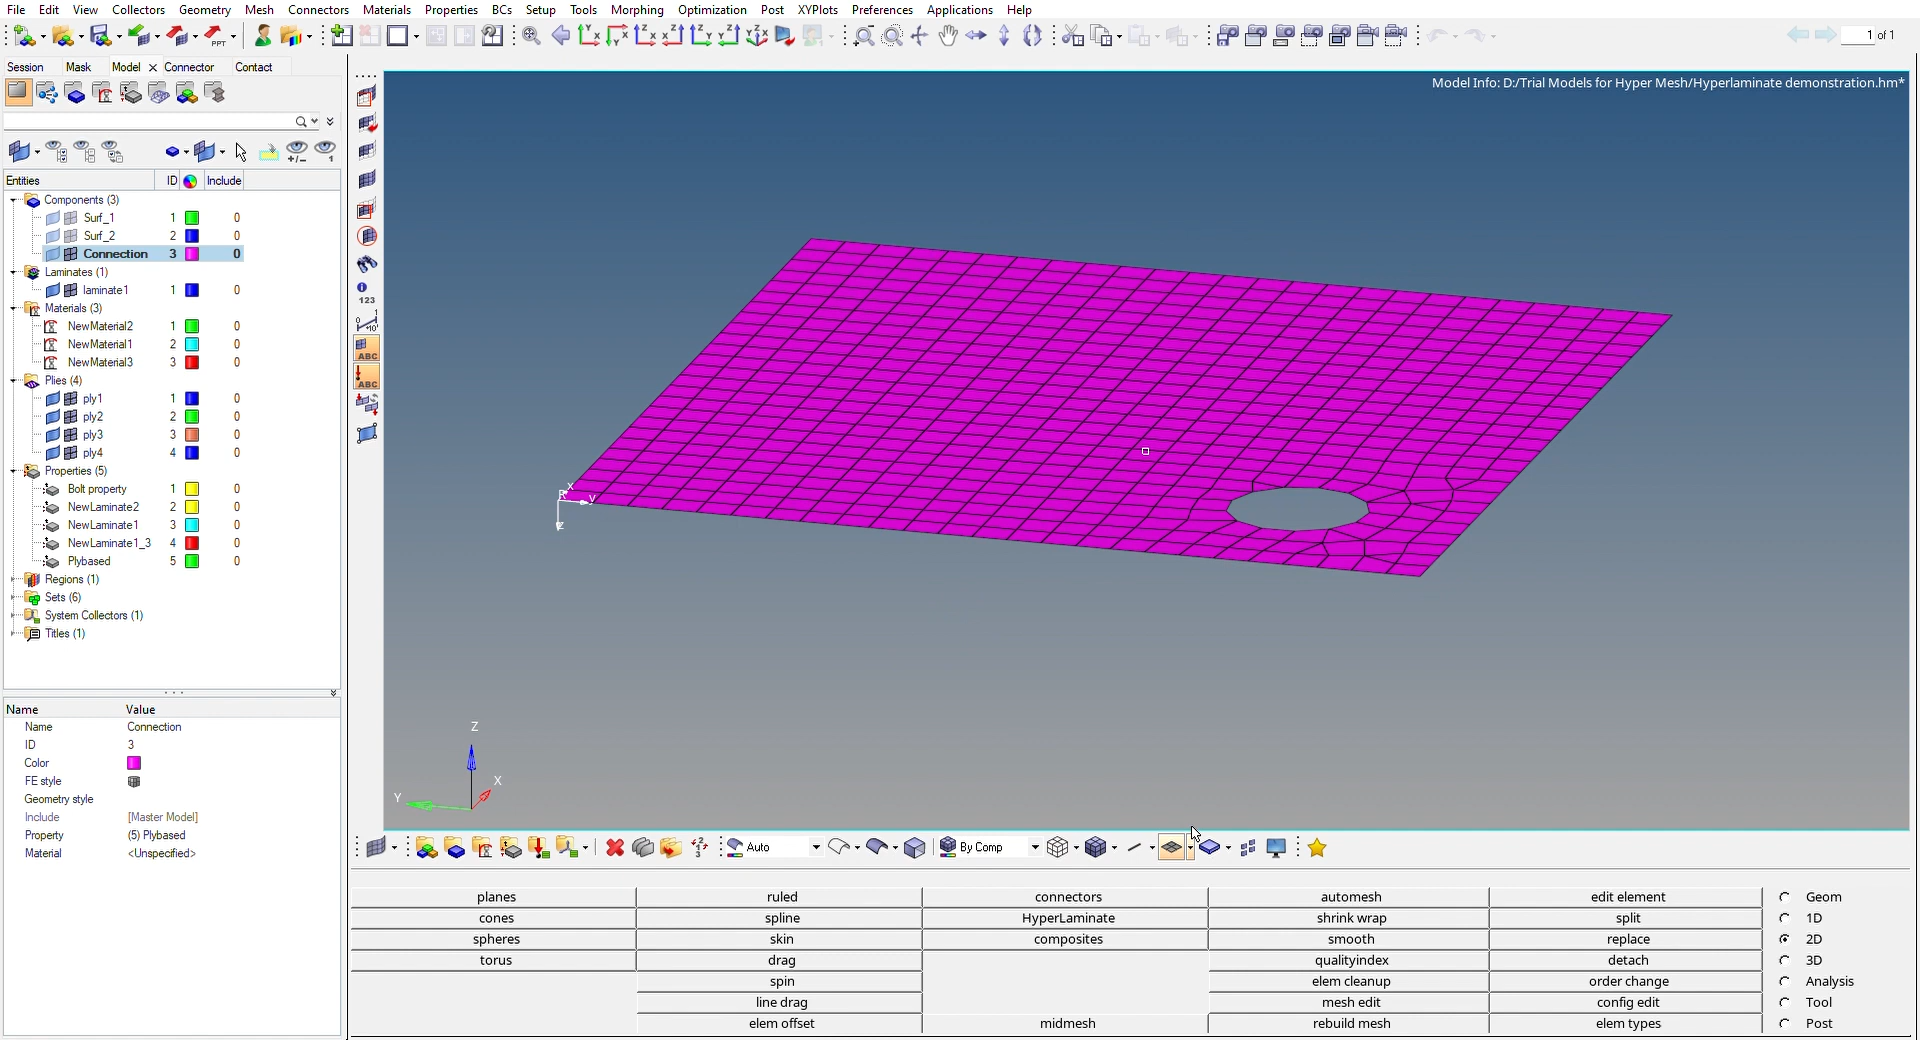 File Edit View Collectors Geometry Mesh Connectors Materials Properties BCs Setup Tools Morphing Optimization Post XYPlots Preferences Applications Help
PPT
1 of 1
Session Mask Model Connector Contact
Model Info: D:/Trial Models for Hyper Mesh/Hyperlaminate demonstration.hm*
Entities ID Include
Components (3)
Surf_1 1 0
Surf_2 2 0
Connection 3 0
Laminates (1)
laminate1 1 0
Materials (3)
NewMaterial2 1 0
NewMaterial1 2 0
NewMaterial3 3 0
Plies (4)
ply1 1 0
ply2 2 0
ply3 3 0
ply4 4 0
Properties (5)
Bolt property 1 0
NewLaminate2 2 0
NewLaminate1 3 0
NewLaminate1_3 4 0
Plybased 5 0
Regions (1)
Sets (6)
System Collectors (1)
Titles (1)
123
ABC
ABC
X
R y
Z
Z
X
Y
Name Value
Name Connection
ID 3
Color
FE style
Geometry style
Include [Master Model]
Property (5) Plybased
Material <Unspecified>
Auto By Comp
planes ruled connectors automesh edit element Geom
cones spline HyperLaminate shrink wrap split 1D
spheres skin composites smooth replace 2D
torus drag qualityindex detach 3D
spin elem cleanup order change Analysis
line drag mesh edit config edit Tool
elem offset midmesh rebuild mesh elem types Post